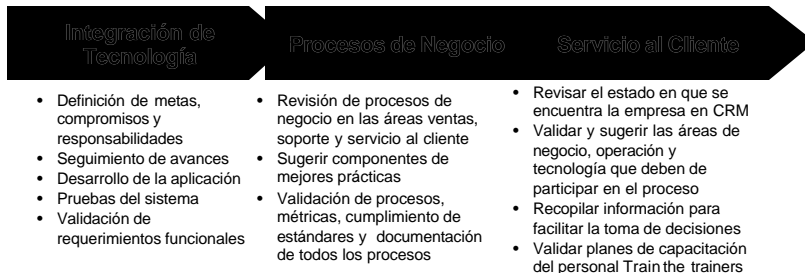 Integración de
Tecnología
Procesos de Negocio
Servicio al Cliente
• Definición de metas,
compromisos y
responsabilidades
• Seguimiento de avances
• Desarrollo de la aplicación
• Pruebas del sistema
• Validación de
requerimientos funcionales
• Revisión de procesos de
negocio en las áreas ventas,
soporte y servicio al cliente
• Sugerir componentes de
mejores prácticas
• Validación de procesos,
métricas, cumplimiento de
estándares y documentación
de todos los procesos
• Revisar el estado en que se
encuentra la empresa en CRM
• Validar y sugerir las áreas de
negocio, operación y
tecnología que deben de
participar en el proceso
• Recopilar información para
facilitar la toma de decisiones
• Validar planes de capacitación
del personal Train the trainers